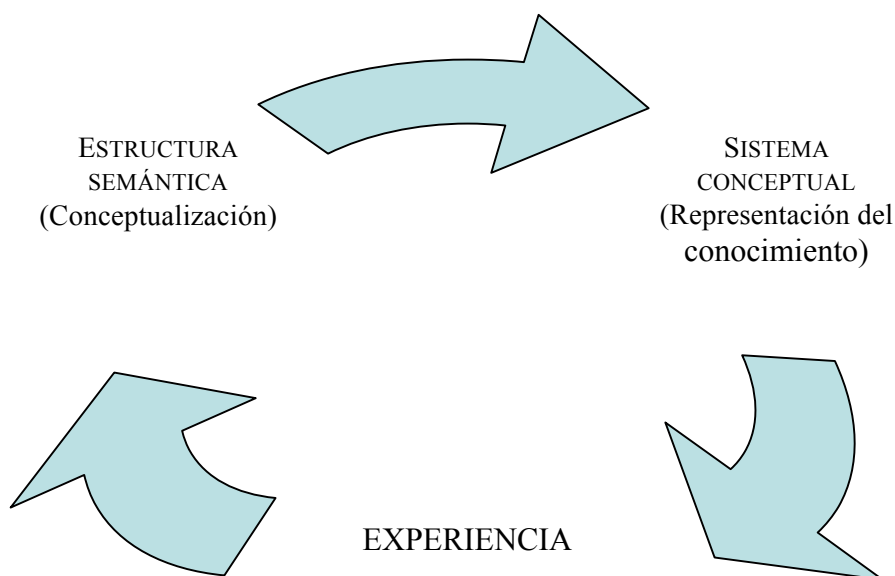 ESTRUCTURA
SEMÁNTICA
(Conceptualización)
SISTEMA
CONCEPTUAL
(Representación del
conocimiento)
EXPERIENCIA